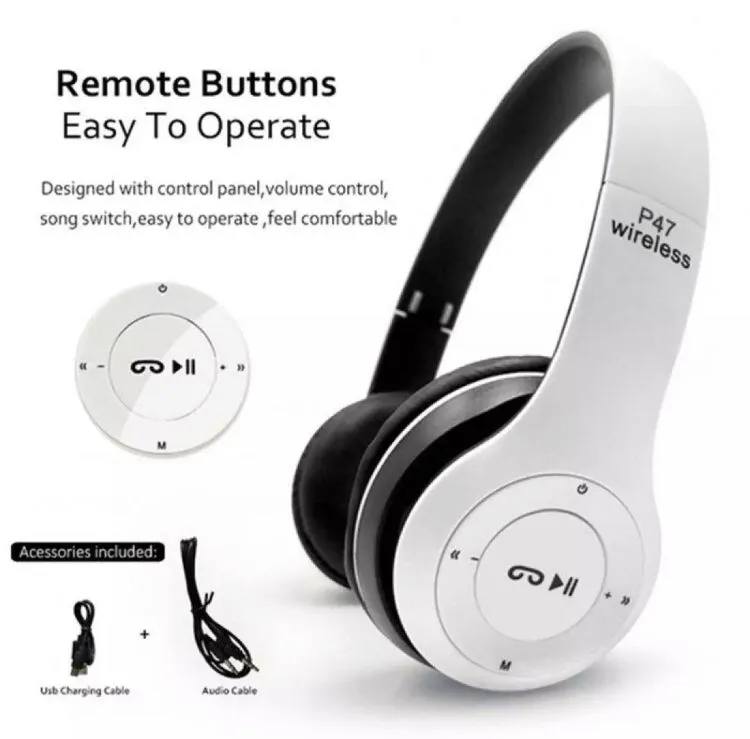 Remote Buttons
Easy To Operate
Designed with control panel,volume control,
song switch,easy to operate ,feel comfortable
P47
wireless
« −
+ »
M
« −
+ »
M
Acessories included:
+
Usb Charging Cable
Audio Cable